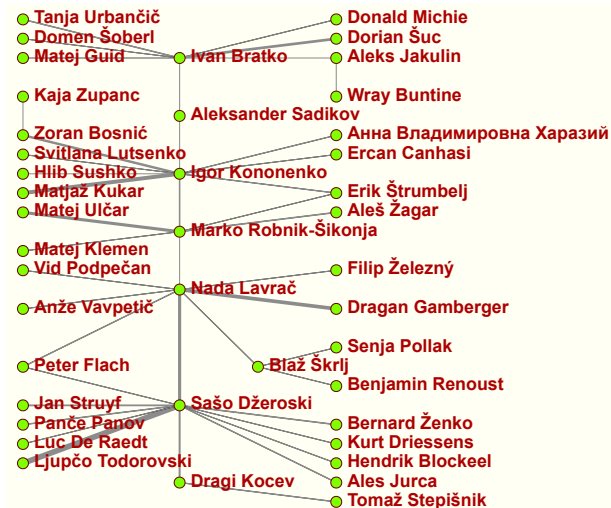 Tanja Urbančič
Donald Michie
Domen Šoberl
Dorian Šuc
Matej Guid
Ivan Bratko
Aleks Jakulin
Kaja Zupanc
Wray Buntine
Aleksander Sadikov
Zoran Bosnić
Анна Владимировна Харазий
Svitlana Lutsenko
Ercan Canhasi
Hlib Sushko
Igor Kononenko
Matjaž Kukar
Erik Štrumbelj
Matej Ulčar
Aleš Žagar
Marko Robnik-Šikonja
Matej Klemen
Vid Podpečan
Filip Železný
Nada Lavrač
Anže Vavpetič
Dragan Gamberger
Senja Pollak
Peter Flach
Blaž Škrlj
Benjamin Renoust
Jan Struyf
Sašo Džeroski
Panče Panov
Bernard Ženko
Luc De Raedt
Kurt Driessens
Ljupčo Todorovski
Hendrik Blockeel
Dragi Kocev
Ales Jurca
Tomaž Stepišnik